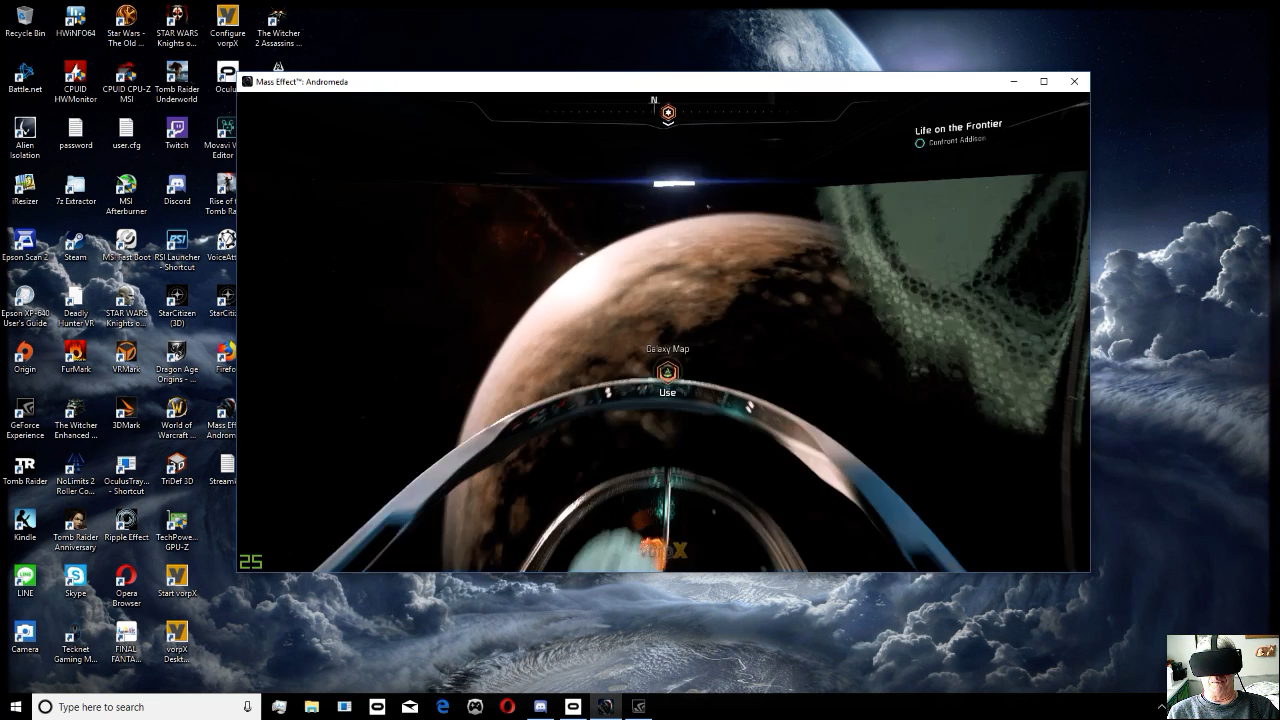 Recycle Bin
HWiNFO64
Star Wars -
The Old ...
STAR WARS
Knights o...
Configure
vorpX
The Witcher
2 Assassins ...
Battle.net
CPUID
HWMonitor
CPUID CPU-Z
MSI
Tomb Raider
Underworld
Ocul
Alien
Isolation
password
user.cfg
Twitch
Movavi V
Editor
iResizer
7z Extractor
MSI
Afterburner
Discord
Rise of t
Tomb Ra
Epson Scan 2
Steam
MSI Fast Boot
RSI Launcher
- Shortcut
VoiceAtt
Epson XP-640
User's Guide
Deadly
Hunter VR
STAR WARS
Knights o...
StarCitizen
(3D)
StarCitiz
Origin
FurMark
VRMark
Dragon Age
Origins - ...
Firefo
GeForce
Experience
The Witcher
Enhanced ...
3DMark
World of
Warcraft ...
Mass Eff
Androm
Tomb Raider
NoLimits 2
Roller Co...
OculusTray...
- Shortcut
TriDef 3D
Stream
Kindle
Tomb Raider
Anniversary
Ripple Effect
TechPowe...
GPU-Z
LINE
Skype
Opera
Browser
Start vorpX
Camera
Tecknet
Gaming M...
FINAL
FANTA...
vorpX
Deskt...
Mass Effect™: Andromeda
N
Life on the Frontier
Confront Addison
Galaxy Map
Use
25
Type here to search